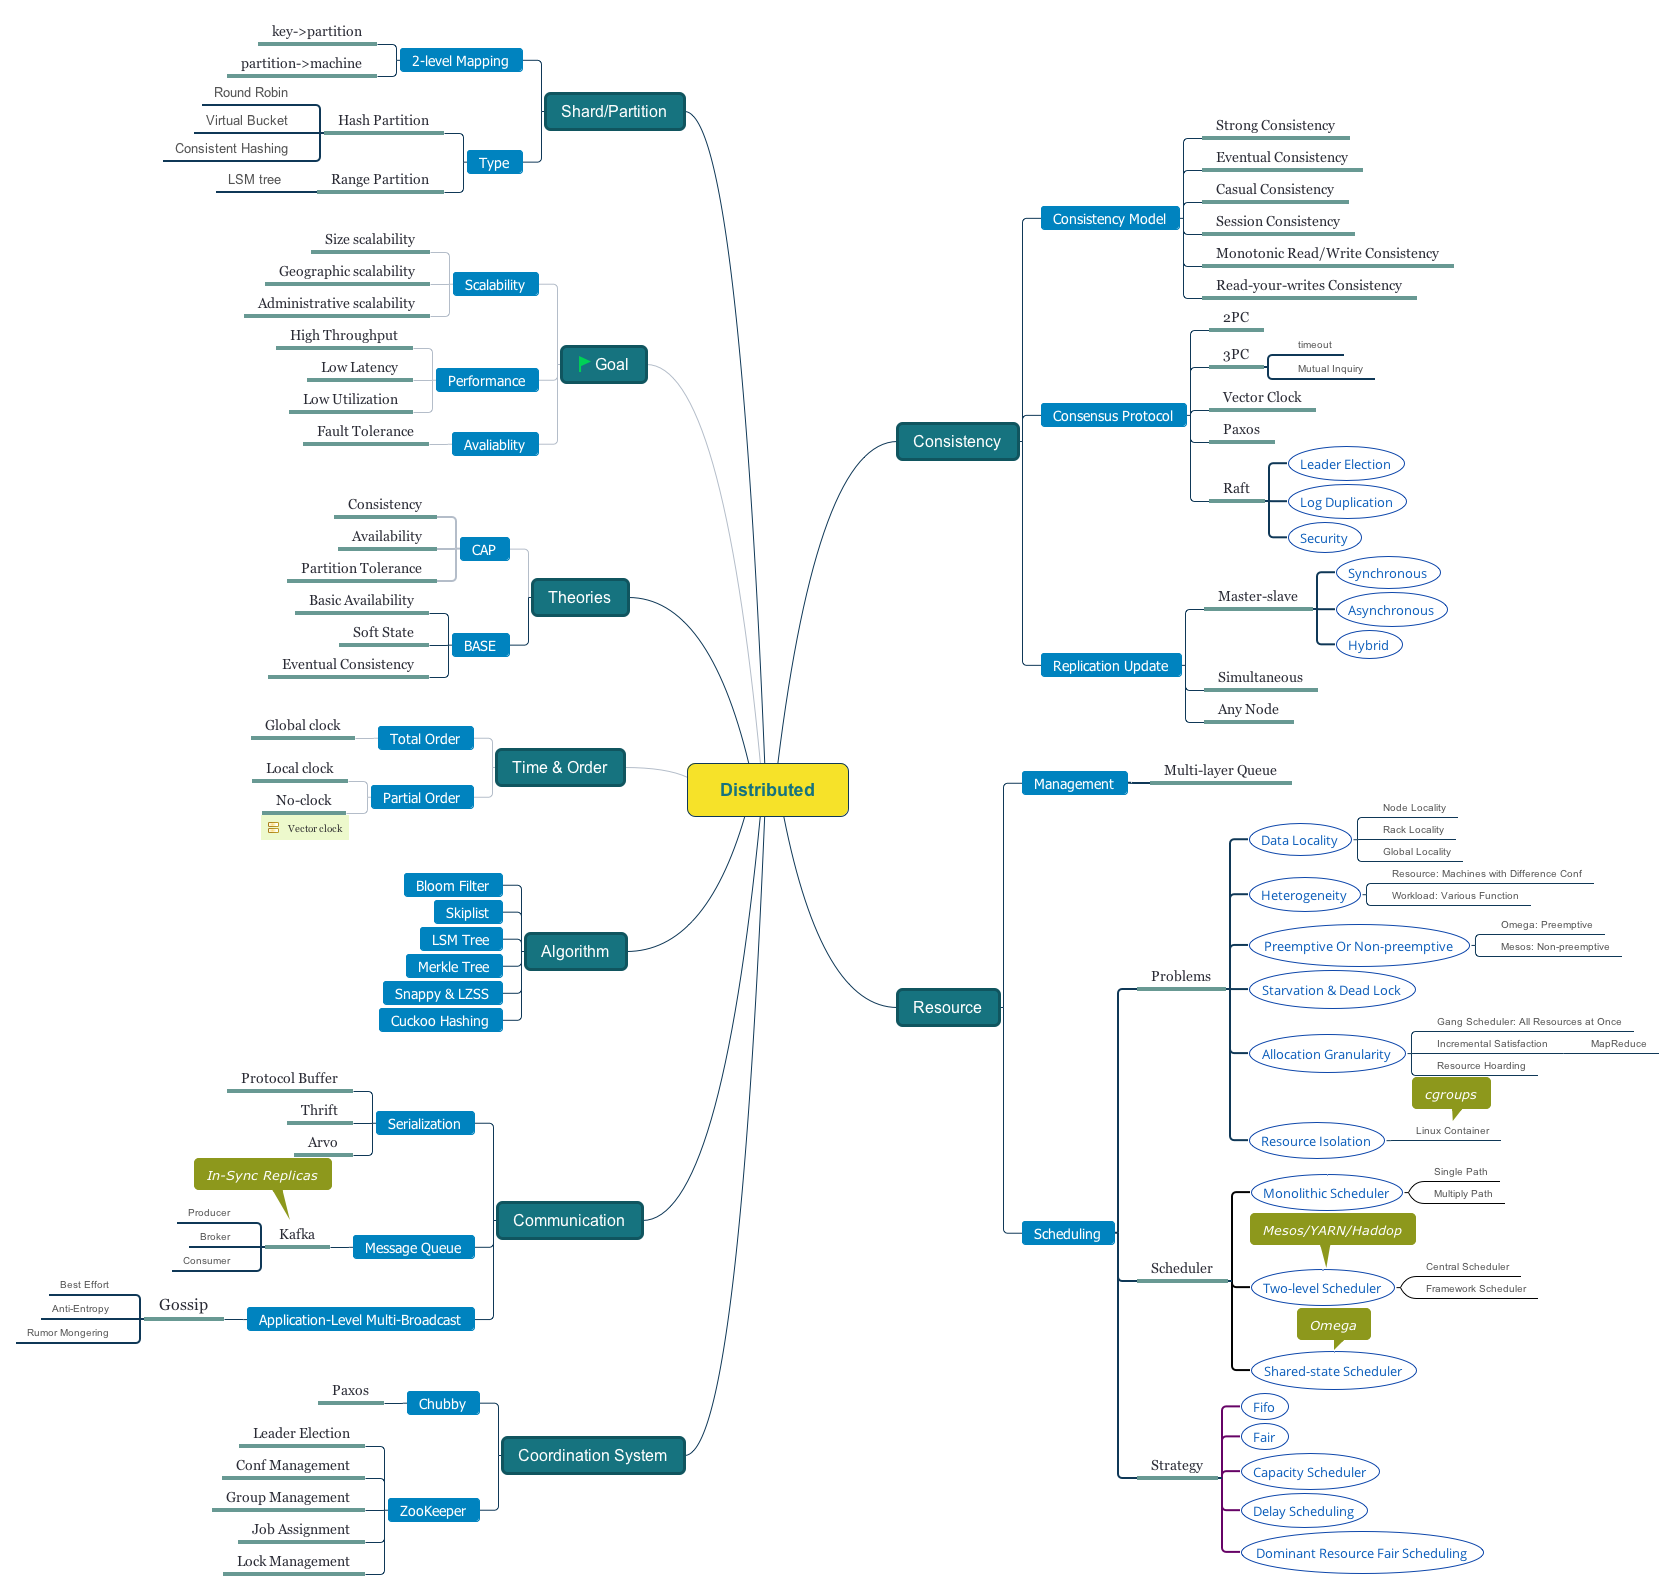 Distributed
Shard/Partition
2-level Mapping
key->partition
partition->machine
Type
Hash Partition
Round Robin
Virtual Bucket
Consistent Hashing
Range Partition
LSM tree
Goal
Scalability
Size scalability
Geographic scalability
Administrative scalability
Performance
High Throughput
Low Latency
Low Utilization
Avaliablity
Fault Tolerance
Theories
CAP
Consistency
Availability
Partition Tolerance
BASE
Basic Availability
Soft State
Eventual Consistency
Time & Order
Total Order
Global clock
Partial Order
Local clock
No-clock
Vector clock
Algorithm
Bloom Filter
Skiplist
LSM Tree
Merkle Tree
Snappy & LZSS
Cuckoo Hashing
Communication
Serialization
Protocol Buffer
Thrift
Arvo
Message Queue
In-Sync Replicas
Kafka
Producer
Broker
Consumer
Application-Level Multi-Broadcast
Gossip
Best Effort
Anti-Entropy
Rumor Mongering
Coordination System
Chubby
Paxos
ZooKeeper
Leader Election
Conf Management
Group Management
Job Assignment
Lock Management
Consistency
Consistency Model
Strong Consistency
Eventual Consistency
Casual Consistency
Session Consistency
Monotonic Read/Write Consistency
Read-your-writes Consistency
Consensus Protocol
2PC
3PC
timeout
Mutual Inquiry
Vector Clock
Paxos
Raft
Leader Election
Log Duplication
Security
Replication Update
Master-slave
Synchronous
Asynchronous
Hybrid
Simultaneous
Any Node
Resource
Management
Multi-layer Queue
Scheduling
Problems
Data Locality
Node Locality
Rack Locality
Global Locality
Heterogeneity
Resource: Machines with Difference Conf
Workload: Various Function
Preemptive Or Non-preemptive
Omega: Preemptive
Mesos: Non-preemptive
Starvation & Dead Lock
Allocation Granularity
Gang Scheduler: All Resources at Once
Incremental Satisfaction
MapReduce
Resource Hoarding
cgroups
Resource Isolation
Linux Container
Scheduler
Monolithic Scheduler
Single Path
Multiply Path
Mesos/YARN/Haddop
Two-level Scheduler
Central Scheduler
Framework Scheduler
Omega
Shared-state Scheduler
Strategy
Fifo
Fair
Capacity Scheduler
Delay Scheduling
Dominant Resource Fair Scheduling